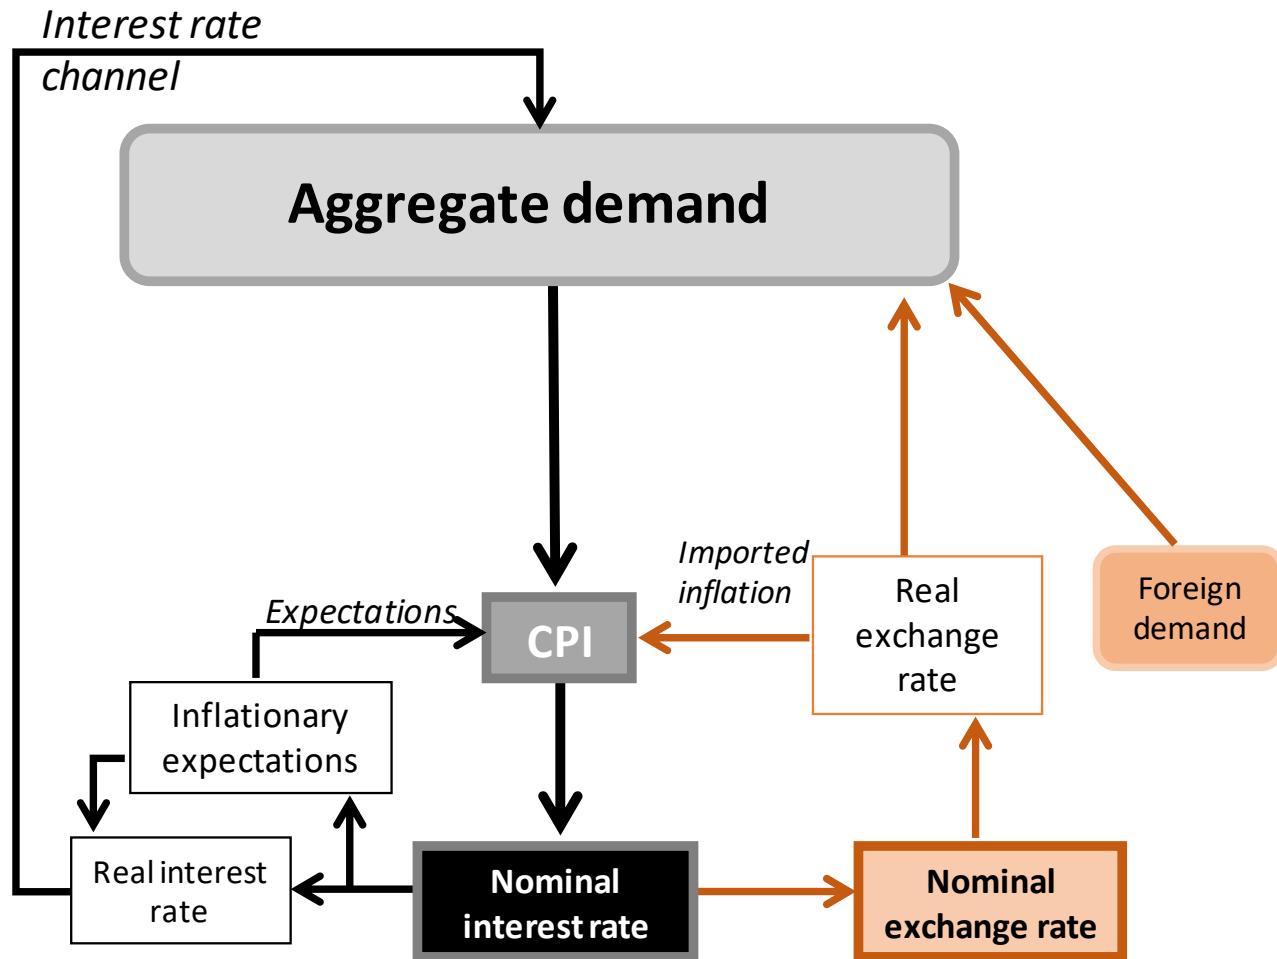 Interest rate
channel
Aggregate demand
Imported
inflation
Real
exchange
rate
Foreign
demand
Expectations
CPI
Inflationary
expectations
Real interest
rate
Nominal
interest rate
Nominal
exchange rate